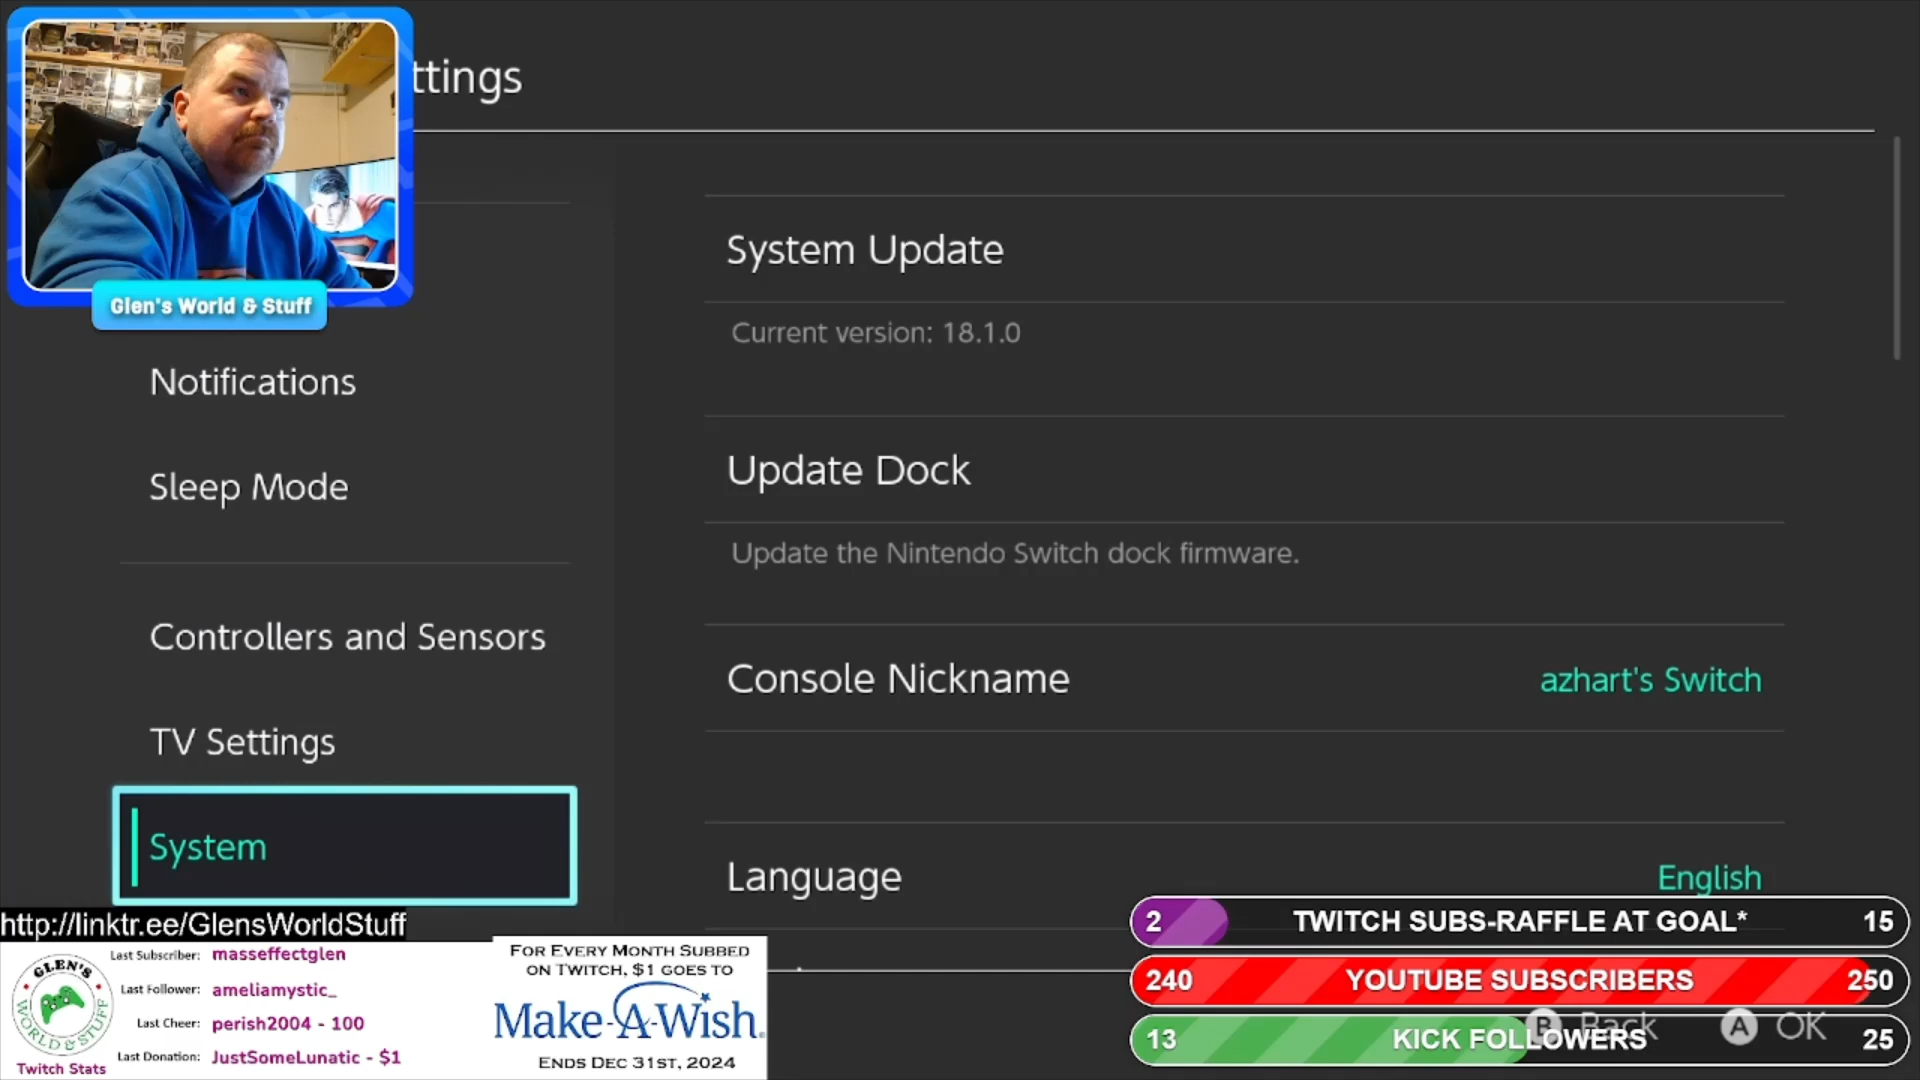 ttings
Glen's World & Stuff
Notifications
Sleep Mode
Controllers and Sensors
TV Settings
System
System Update
Current version: 18.1.0
Update Dock
Update the Nintendo Switch dock firmware.
Console Nickname
azhart's Switch
Language
English
http://linktr.ee/GlensWorldStuff
GLEN'S
WORLD & STUFF
Twitch Stats
Last Subscriber: masseffectglen
Last Follower: ameliamystic_
Last Cheer: perish2004 - 100
Last Donation: JustSomeLunatic - $1
FOR EVERY MONTH SUBBED
ON TWITCH, $1 GOES TO
Make-A-Wish.
ENDS DEC 31ST, 2024
2 TWITCH SUBS-RAFFLE AT GOAL* 15
240 YOUTUBE SUBSCRIBERS 250
13 KICK FOLLOWERS 25
B Back
A OK